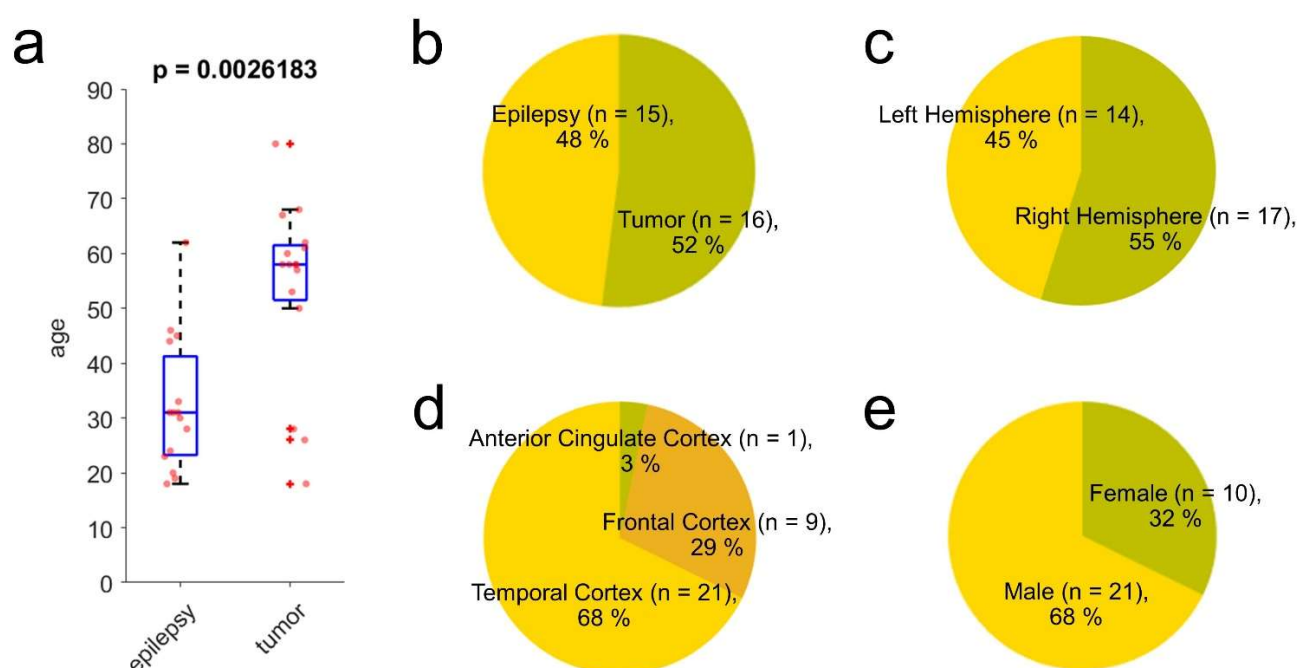 a
p = 0.0026183
90
80
70
60
50
40
30
20
10
0
age
epilepsy
tumor
b
Epilepsy (n = 15),
48 %
Tumor (n = 16),
52 %
c
Left Hemisphere (n = 14),
45 %
Right Hemisphere (n = 17),
55 %
d
Anterior Cingulate Cortex (n = 1),
3 %
Frontal Cortex (n = 9),
29 %
Temporal Cortex (n = 21),
68 %
e
Female (n = 10),
32 %
Male (n = 21),
68 %